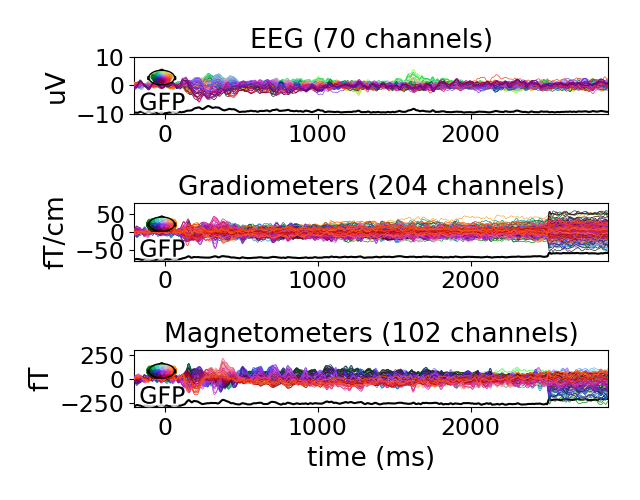 EEG (70 channels)
10
0
−10
uV
GFP
0
1000
2000
Gradiometers (204 channels)
50
0
−50
fT/cm
GFP
0
1000
2000
Magnetometers (102 channels)
250
0
−250
fT
GFP
0
1000
2000
time (ms)